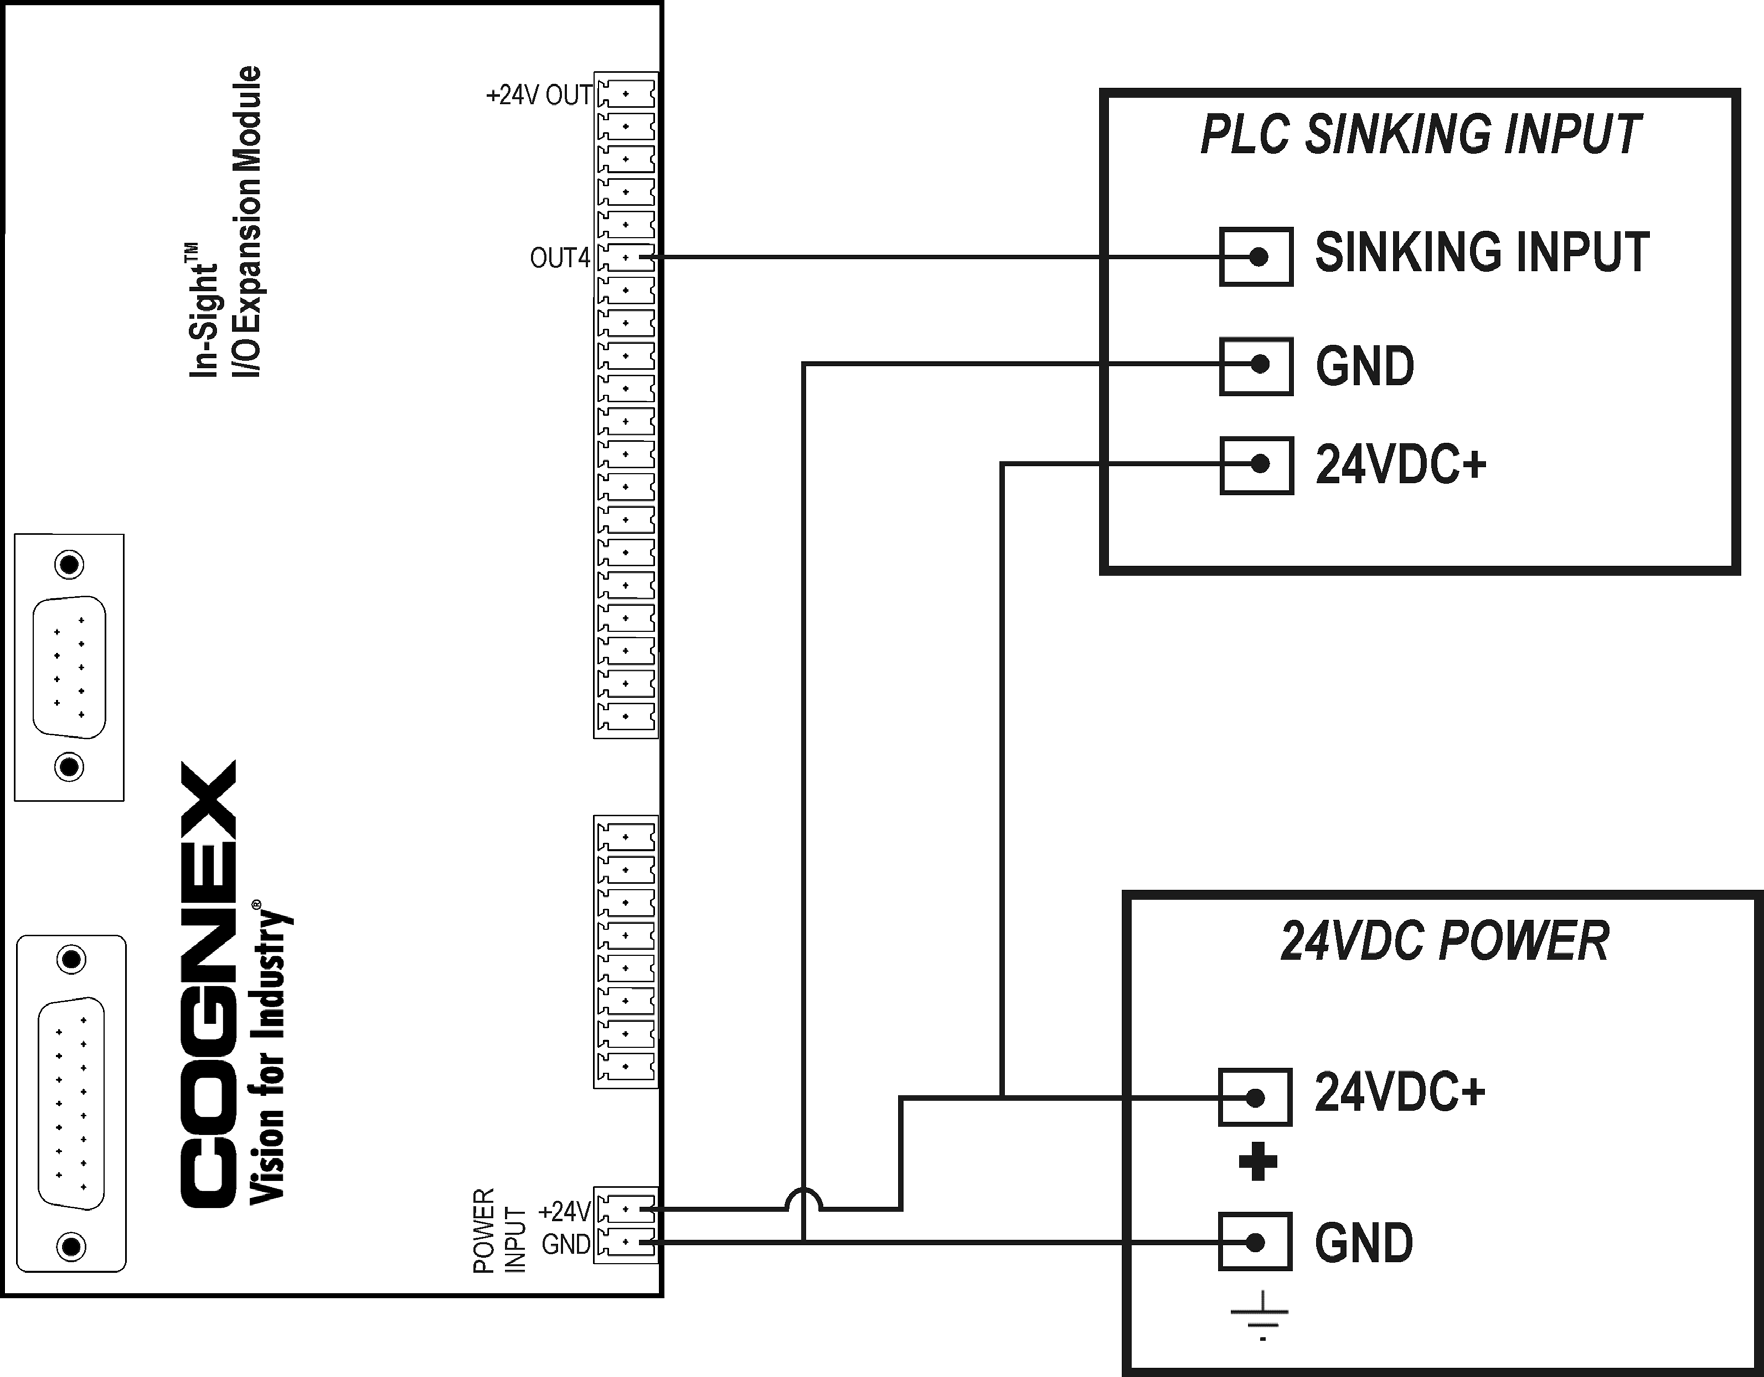 In-Sight™
I/O Expansion Module
COGNEX
Vision for Industry®
+24V OUT
OUT4
POWER
INPUT
+24V
GND
PLC SINKING INPUT
SINKING INPUT
GND
24VDC+
24VDC POWER
24VDC+
+
GND